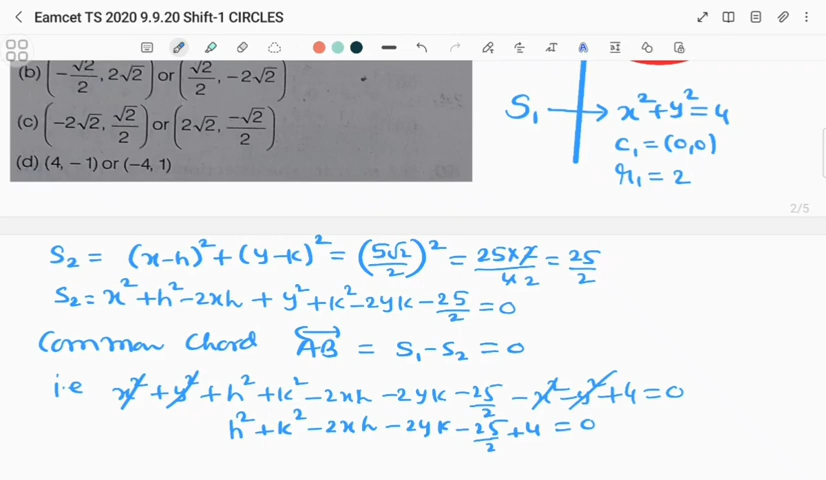 Eamcet TS 2020 9.9.20 Shift-1 CIRCLES
(b) (-√2/2, 2√2) or (√2/2, -2√2)
(c) (-2√2, √2/2) or (2√2, -√2/2)
(d) (4, -1) or (-4, 1)
S₁ → x²+y²=4
C₁ = (0,0)
r₁ = 2
2/5
S₂ = (x-h)²+(y-k)² = (5√2/2)² = 25×2/4 2 = 25/2
S₂ = x²+h²-2xh + y²+k²-2yk-25/2=0
Common Chord AB = S₁-S₂ = 0
i.e x²+y²+h²+k²-2xh-2yk-25/2-x²-y²+4=0
h²+k²-2xh-2yk-25/2+4=0